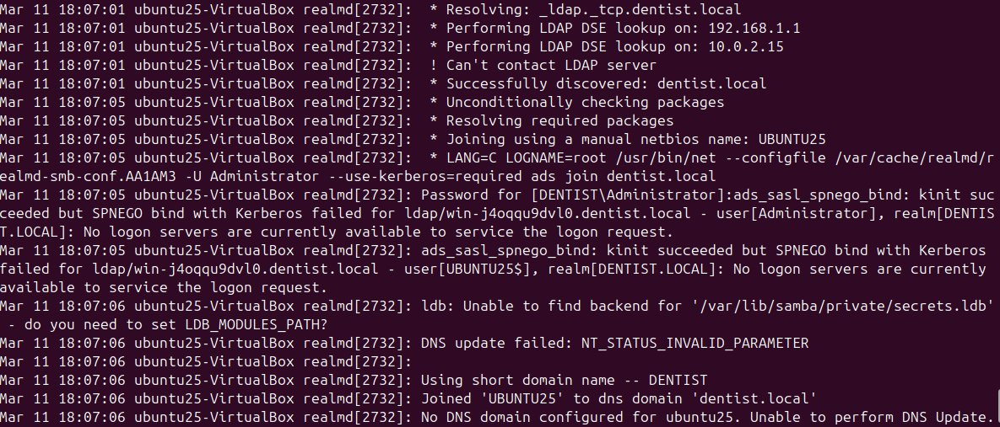 Mar 11 18:07:01 ubuntu25-VirtualBox realmd[2732]:  * Resolving: _ldap._tcp.dentist.local
Mar 11 18:07:01 ubuntu25-VirtualBox realmd[2732]:  * Performing LDAP DSE lookup on: 192.168.1.1
Mar 11 18:07:01 ubuntu25-VirtualBox realmd[2732]:  * Performing LDAP DSE lookup on: 10.0.2.15
Mar 11 18:07:01 ubuntu25-VirtualBox realmd[2732]:  ! Can't contact LDAP server
Mar 11 18:07:01 ubuntu25-VirtualBox realmd[2732]:  * Successfully discovered: dentist.local
Mar 11 18:07:05 ubuntu25-VirtualBox realmd[2732]:  * Unconditionally checking packages
Mar 11 18:07:05 ubuntu25-VirtualBox realmd[2732]:  * Resolving required packages
Mar 11 18:07:05 ubuntu25-VirtualBox realmd[2732]:  * Joining using a manual netbios name: UBUNTU25
Mar 11 18:07:05 ubuntu25-VirtualBox realmd[2732]:  * LANG=C LOGNAME=root /usr/bin/net --configfile /var/cache/realmd/r
ealmd-smb-conf.AA1AM3 -U Administrator --use-kerberos=required ads join dentist.local
Mar 11 18:07:05 ubuntu25-VirtualBox realmd[2732]: Password for [DENTIST\Administrator]:ads_sasl_spnego_bind: kinit suc
ceeded but SPNEGO bind with Kerberos failed for ldap/win-j4oqqu9dvl0.dentist.local - user[Administrator], realm[DENTIS
T.LOCAL]: No logon servers are currently available to service the logon request.
Mar 11 18:07:05 ubuntu25-VirtualBox realmd[2732]: ads_sasl_spnego_bind: kinit succeeded but SPNEGO bind with Kerberos
failed for ldap/win-j4oqqu9dvl0.dentist.local - user[UBUNTU25$], realm[DENTIST.LOCAL]: No logon servers are currently
available to service the logon request.
Mar 11 18:07:06 ubuntu25-VirtualBox realmd[2732]: ldb: Unable to find backend for '/var/lib/samba/private/secrets.ldb'
 - do you need to set LDB_MODULES_PATH?
Mar 11 18:07:06 ubuntu25-VirtualBox realmd[2732]: DNS update failed: NT_STATUS_INVALID_PARAMETER
Mar 11 18:07:06 ubuntu25-VirtualBox realmd[2732]:
Mar 11 18:07:06 ubuntu25-VirtualBox realmd[2732]: Using short domain name -- DENTIST
Mar 11 18:07:06 ubuntu25-VirtualBox realmd[2732]: Joined 'UBUNTU25' to dns domain 'dentist.local'
Mar 11 18:07:06 ubuntu25-VirtualBox realmd[2732]: No DNS domain configured for ubuntu25. Unable to perform DNS Update.